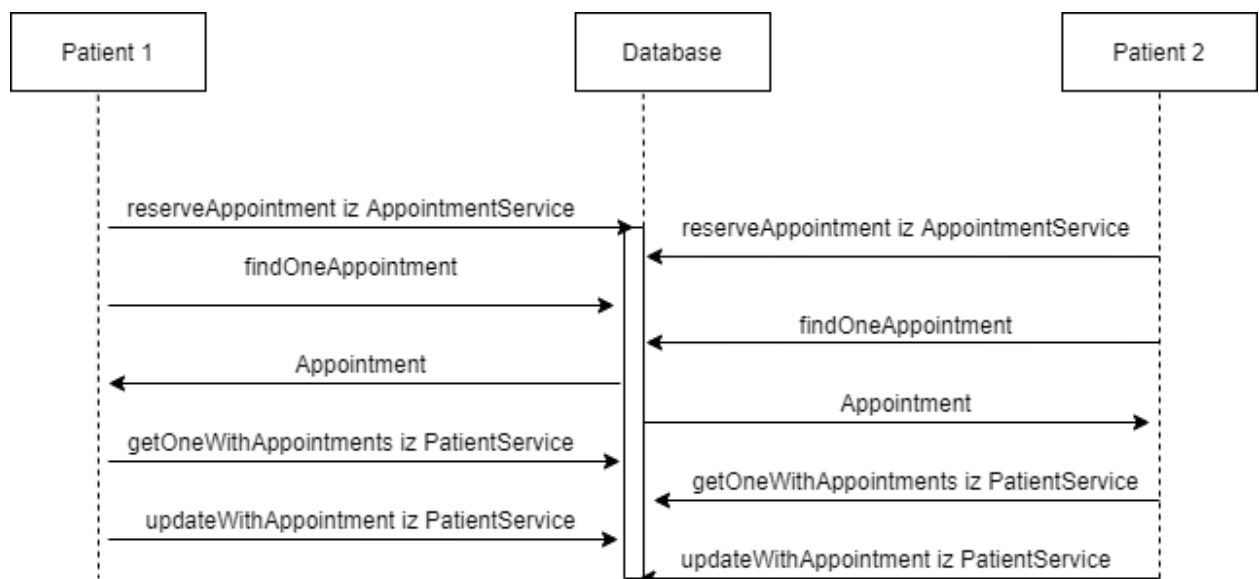 Patient 1
Database
Patient 2
reserveAppointment iz AppointmentService
reserveAppointment iz AppointmentService
findOneAppointment
findOneAppointment
Appointment
Appointment
getOneWithAppointments iz PatientService
getOneWithAppointments iz PatientService
updateWithAppointment iz PatientService
updateWithAppointment iz PatientService